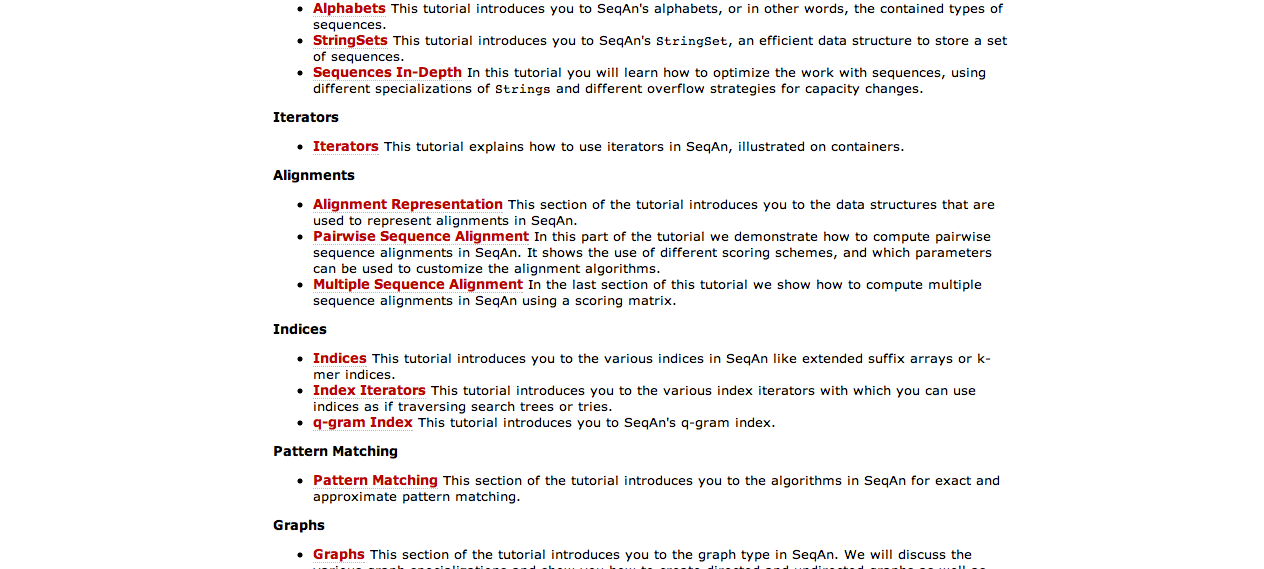 Alphabets This tutorial introduces you to SeqAn's alphabets, or in other words, the contained types of
sequences.
StringSets This tutorial introduces you to SeqAn's StringSet, an efficient data structure to store a set
of sequences.
Sequences In-Depth In this tutorial you will learn how to optimize the work with sequences, using
different specializations of Strings and different overflow strategies for capacity changes.
Iterators
Iterators This tutorial explains how to use iterators in SeqAn, illustrated on containers.
Alignments
Alignment Representation This section of the tutorial introduces you to the data structures that are
used to represent alignments in SeqAn.
Pairwise Sequence Alignment In this part of the tutorial we demonstrate how to compute pairwise
sequence alignments in SeqAn. It shows the use of different scoring schemes, and which parameters
can be used to customize the alignment algorithms.
Multiple Sequence Alignment In the last section of this tutorial we show how to compute multiple
sequence alignments in SeqAn using a scoring matrix.
Indices
Indices This tutorial introduces you to the various indices in SeqAn like extended suffix arrays or k-
mer indices.
Index Iterators This tutorial introduces you to the various index iterators with which you can use
indices as if traversing search trees or tries.
q-gram Index This tutorial introduces you to SeqAn's q-gram index.
Pattern Matching
Pattern Matching This section of the tutorial introduces you to the algorithms in SeqAn for exact and
approximate pattern matching.
Graphs
Graphs This section of the tutorial introduces you to the graph type in SeqAn. We will discuss the